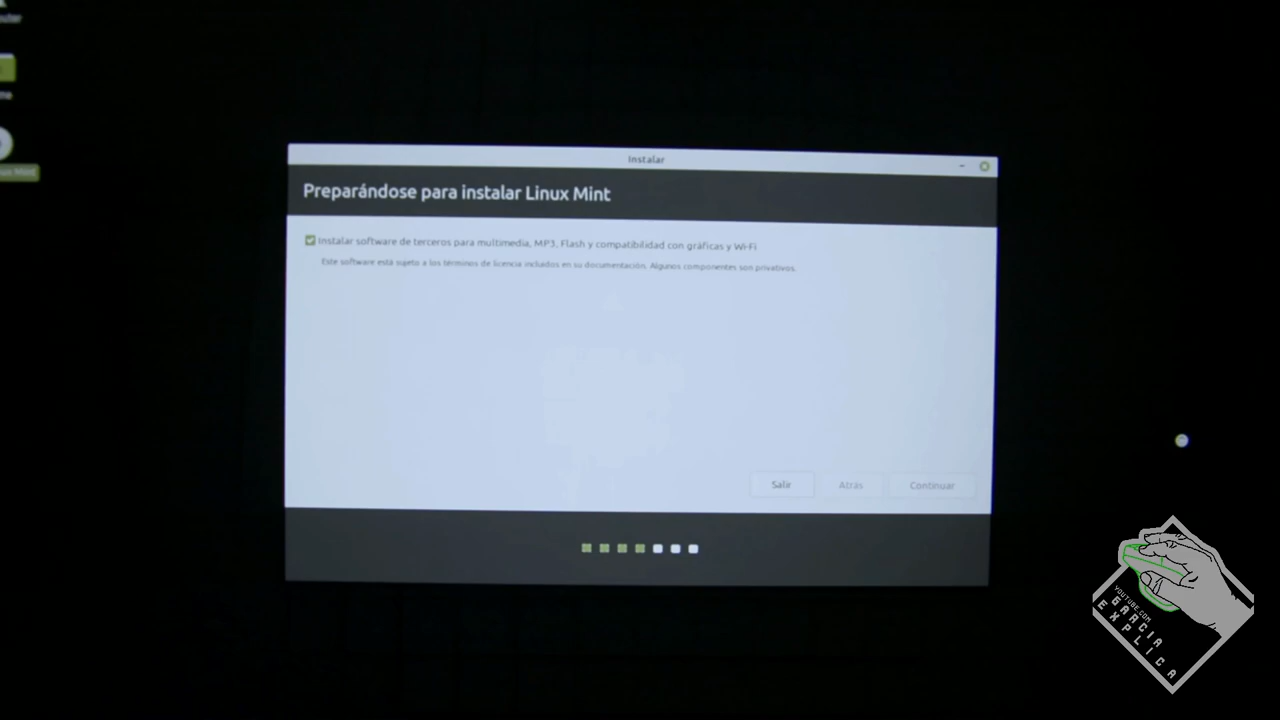 Instalar
Preparándose para instalar Linux Mint
Instalar software de terceros para multimedia, MP3, Flash y compatibilidad con gráficas y Wi-Fi
Este software está sujeto a los términos de licencia incluidos en su documentación. Algunos componentes son privativos.
Salir
Atrás
Continuar
YOUTUBE.COM
GARCIA
EXPLICA